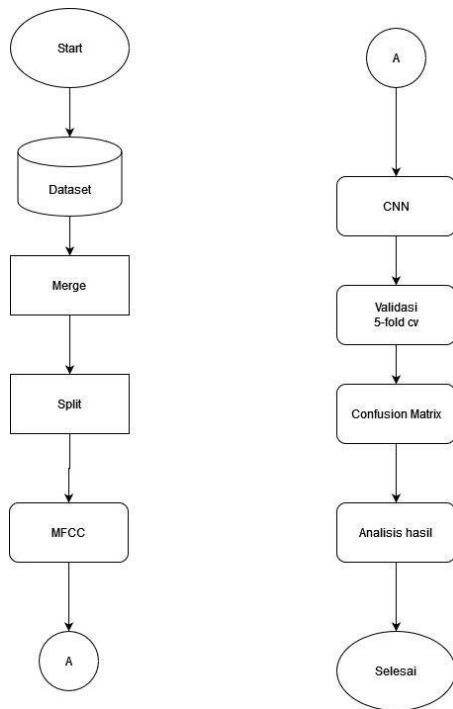 Start
Dataset
Merge
Split
MFCC
A
A
CNN
Validasi
5-fold cv
Confusion Matrix
Analisis hasil
Selesai